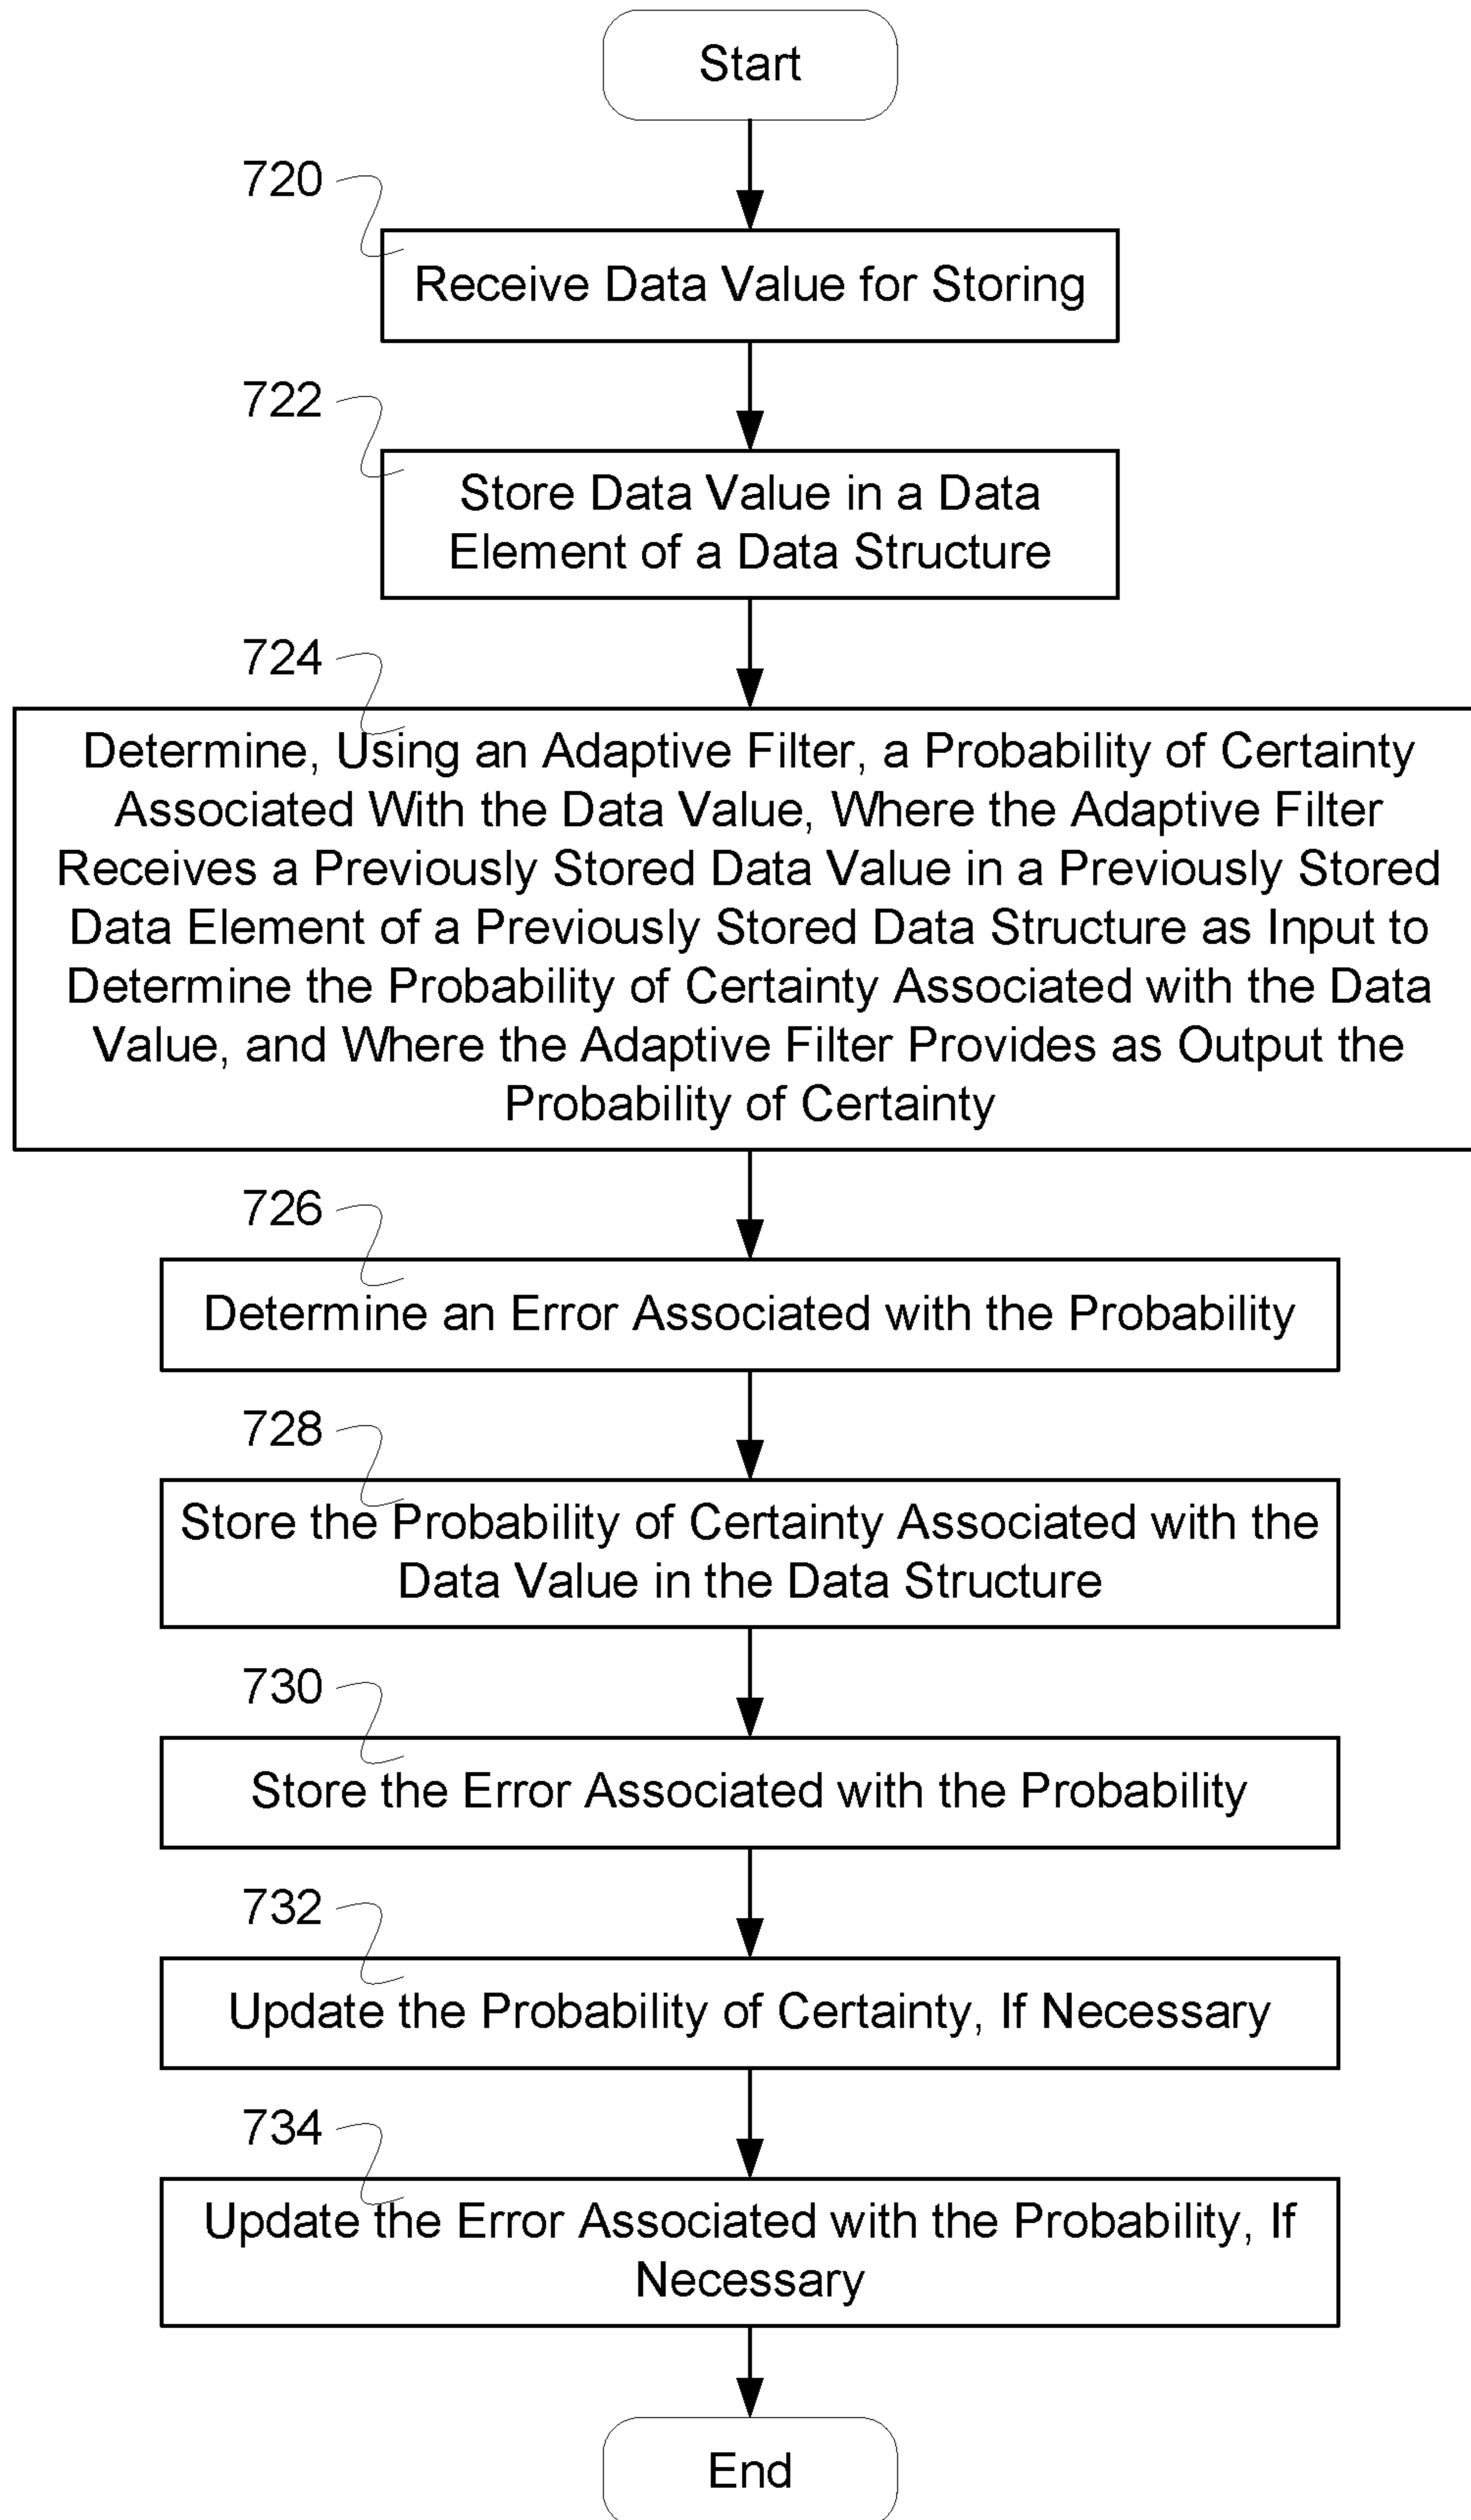 Start
720
Receive Data Value for Storing
722
Store Data Value in a Data
Element of a Data Structure
724
Determine, Using an Adaptive Filter, a Probability of Certainty
Associated With the Data Value, Where the Adaptive Filter
Receives a Previously Stored Data Value in a Previously Stored
Data Element of a Previously Stored Data Structure as Input to
Determine the Probability of Certainty Associated with the Data
Value, and Where the Adaptive Filter Provides as Output the
Probability of Certainty
726
Determine an Error Associated with the Probability
728
Store the Probability of Certainty Associated with the
Data Value in the Data Structure
730
Store the Error Associated with the Probability
732
Update the Probability of Certainty, If Necessary
734
Update the Error Associated with the Probability, If
Necessary
End